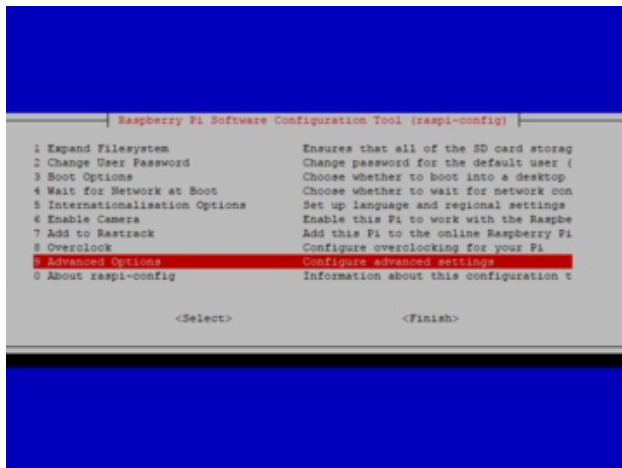 Raspberry Pi Software Configuration Tool (raspi-config)
1 Expand Filesystem Ensures that all of the SD card storag
2 Change User Password Change password for the default user (
3 Boot Options Choose whether to boot into a desktop
4 Wait for Network at Boot Choose whether to wait for network con
5 Internationalisation Options Set up language and regional settings
6 Enable Camera Enable this Pi to work with the Raspbe
7 Add to Rastrack Add this Pi to the online Raspberry Pi
8 Overclock Configure overclocking for your Pi
9 Advanced Options Configure advanced settings
0 About raspi-config Information about this configuration t
<Select> <Finish>